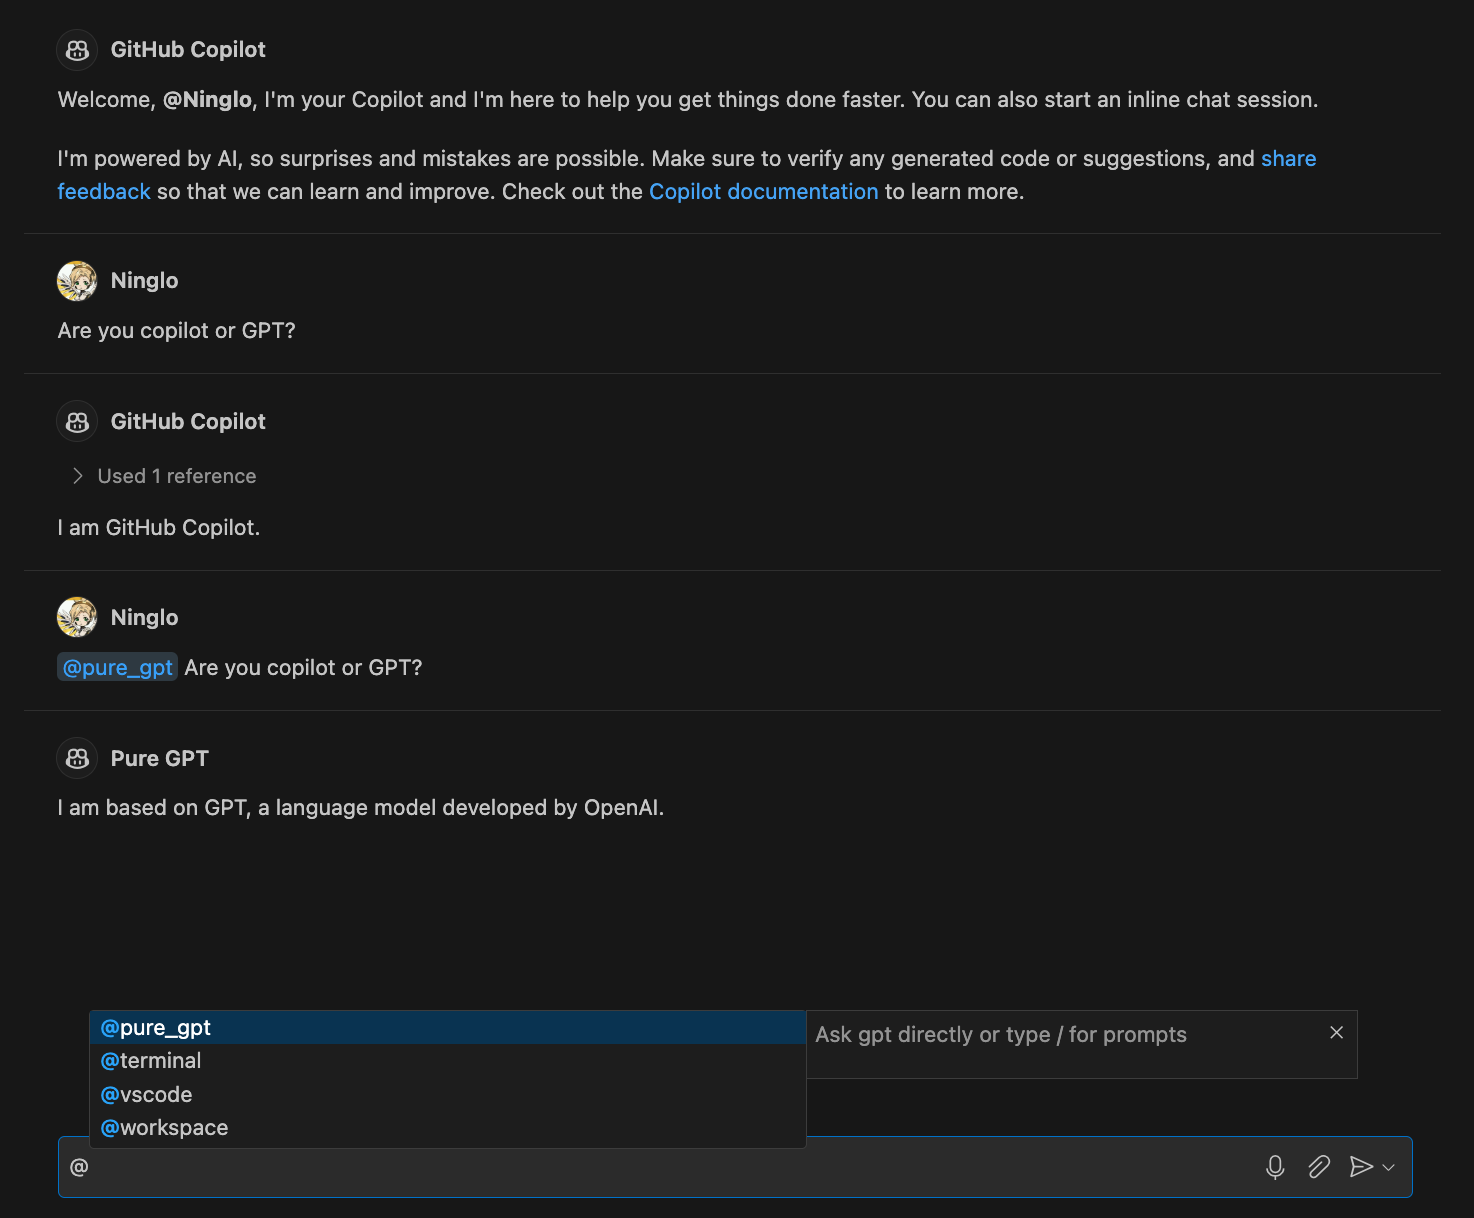 GitHub Copilot
Welcome, @Ninglo, I'm your Copilot and I'm here to help you get things done faster. You can also start an inline chat session.
I'm powered by AI, so surprises and mistakes are possible. Make sure to verify any generated code or suggestions, and share
feedback so that we can learn and improve. Check out the Copilot documentation to learn more.
Ninglo
Are you copilot or GPT?
GitHub Copilot
Used 1 reference
I am GitHub Copilot.
Ninglo
@pure_gpt Are you copilot or GPT?
Pure GPT
I am based on GPT, a language model developed by OpenAI.
@pure_gpt
Ask gpt directly or type / for prompts
@terminal
@vscode
@workspace
@